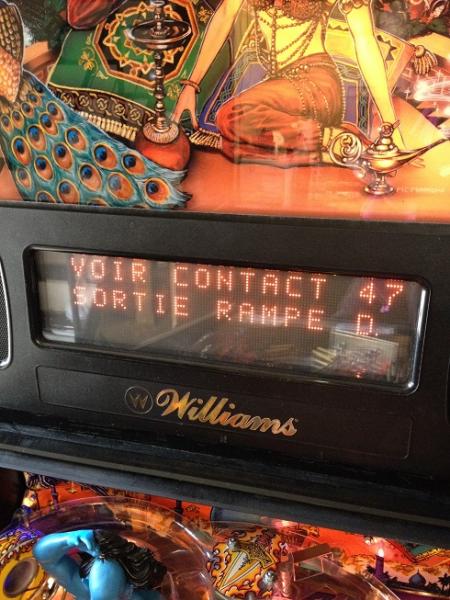 VOIR CONTACT 47
SORTIE RAMPE D.
W Williams